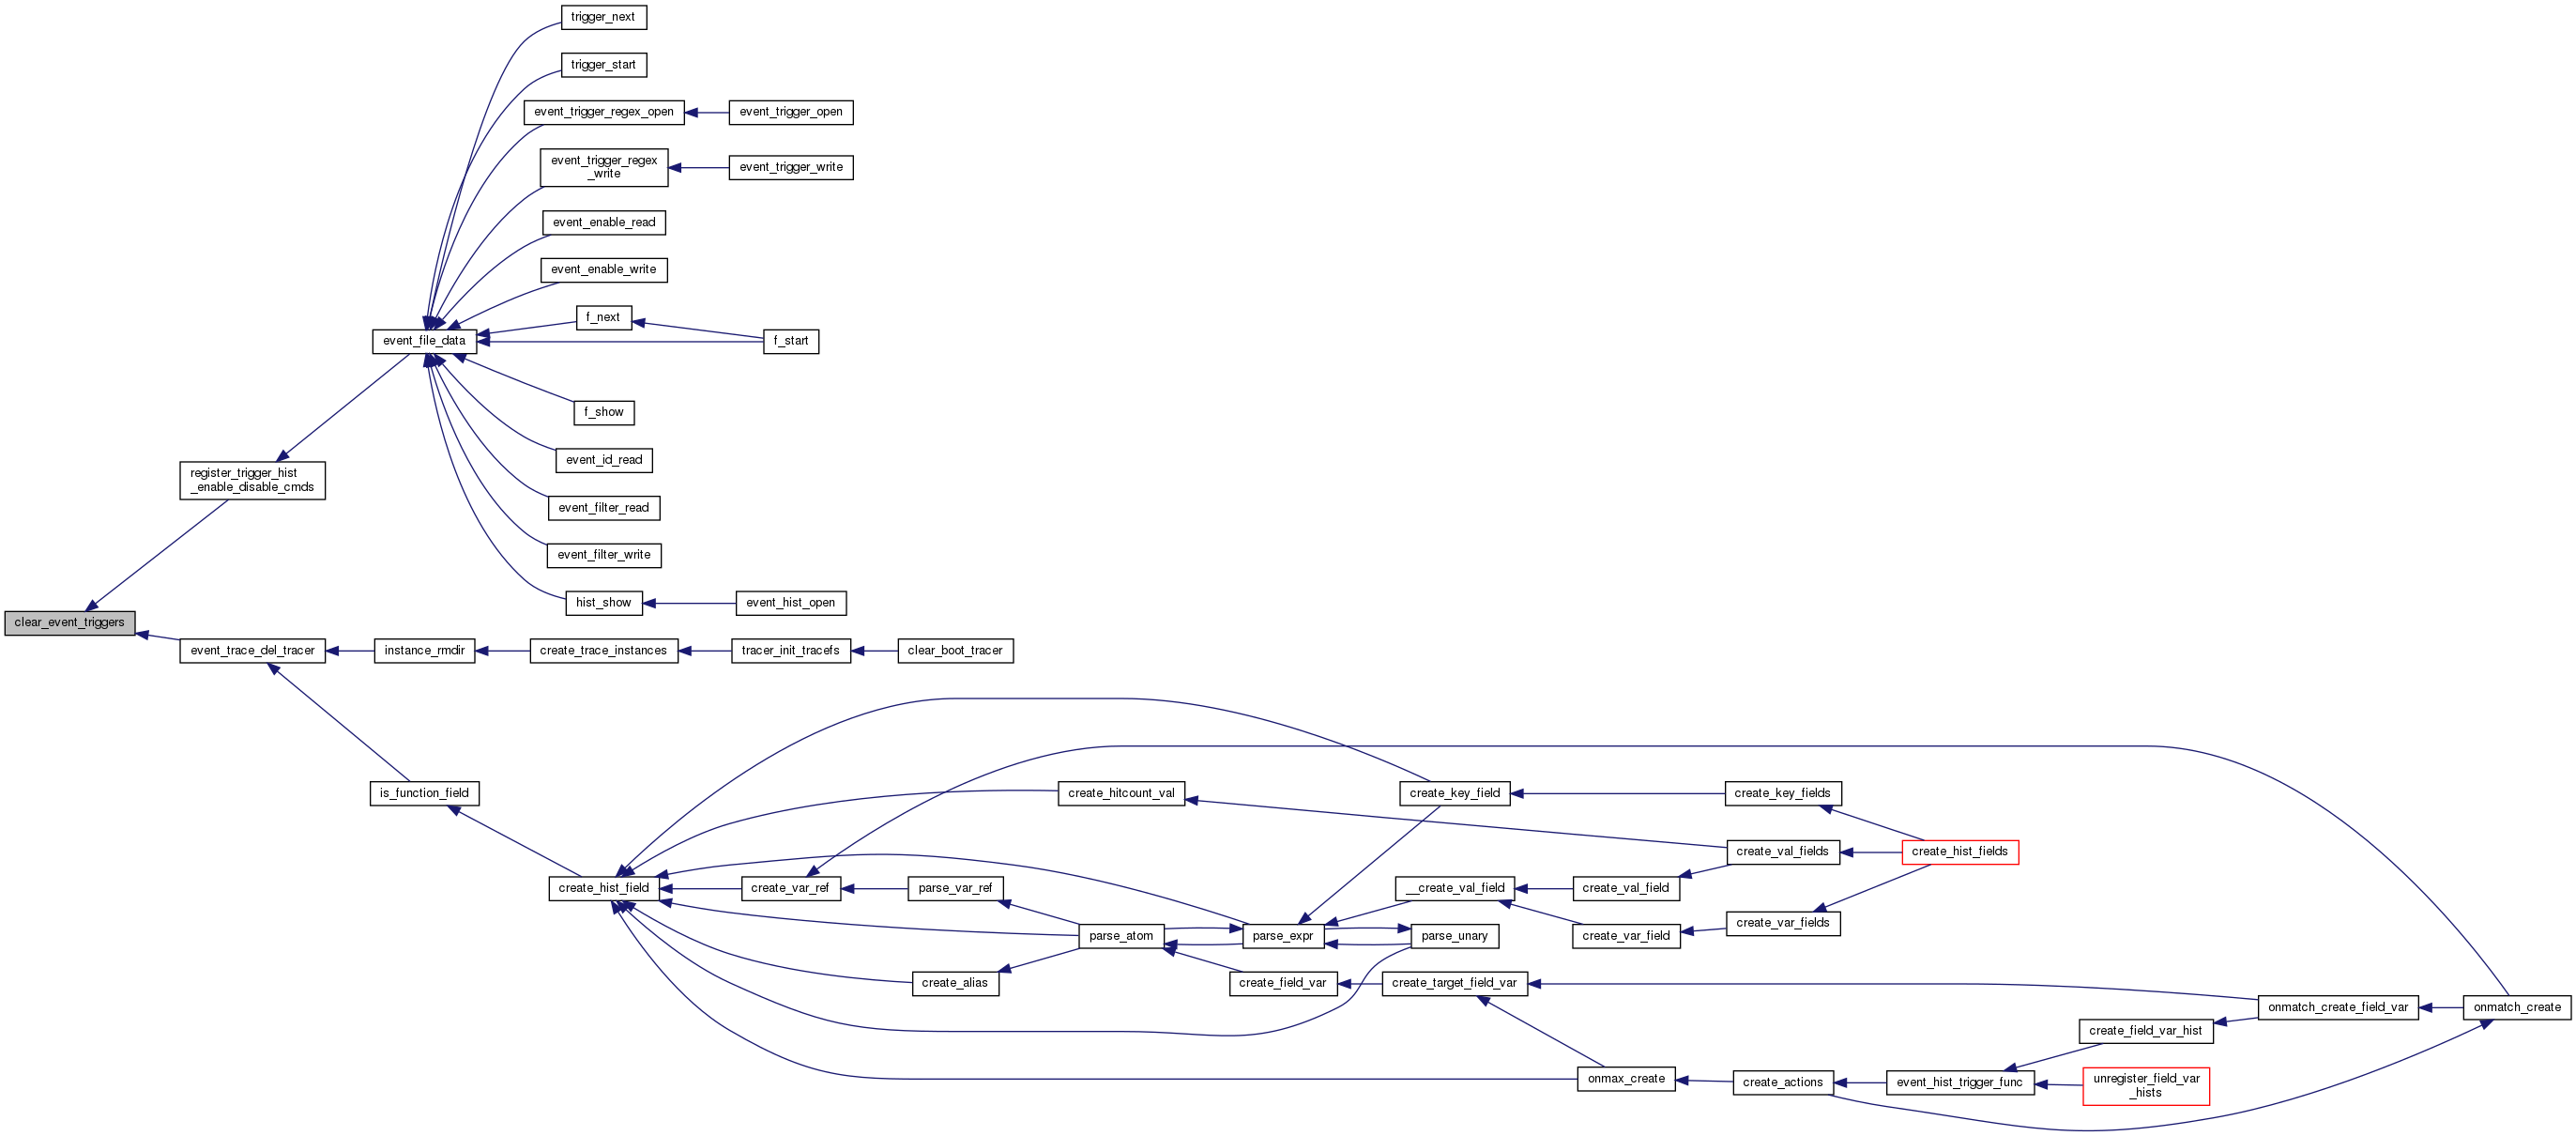 trigger_next
trigger_start
event_trigger_regex_open
event_trigger_open
event_trigger_regex
_write
event_trigger_write
event_enable_read
event_enable_write
f_next
event_file_data
f_start
f_show
event_id_read
register_trigger_hist
_enable_disable_cmds
event_filter_read
event_filter_write
hist_show
event_hist_open
clear_event_triggers
event_trace_del_tracer
instance_rmdir
create_trace_instances
tracer_init_tracefs
clear_boot_tracer
is_function_field
create_hitcount_val
create_key_field
create_key_fields
create_val_fields
create_hist_fields
create_hist_field
create_var_ref
parse_var_ref
__create_val_field
create_val_field
create_var_fields
parse_atom
parse_expr
parse_unary
create_var_field
create_alias
create_field_var
create_target_field_var
onmatch_create_field_var
onmatch_create
create_field_var_hist
onmax_create
create_actions
event_hist_trigger_func
unregister_field_var
_hists